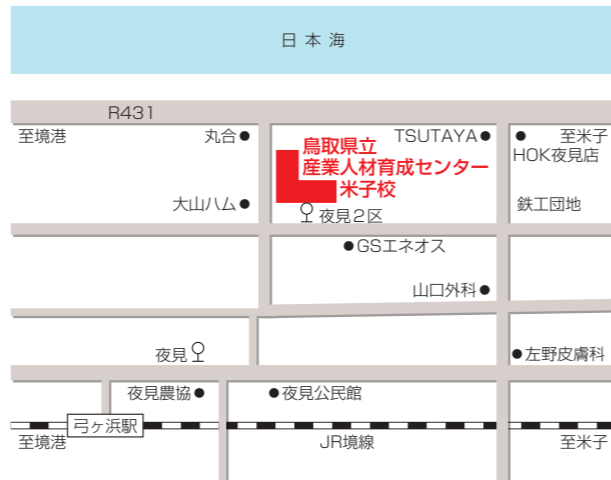 日本海
R431
至境港
丸合
TSUTAYA
至米子
HOK夜見店
鳥取県立
産業人材育成センター
米子校
大山ハム
夜見2区
鉄工団地
GSエネオス
山口外科
夜見
左野皮膚科
夜見農協
夜見公民館
弓ヶ浜駅
至境港
JR境線
至米子